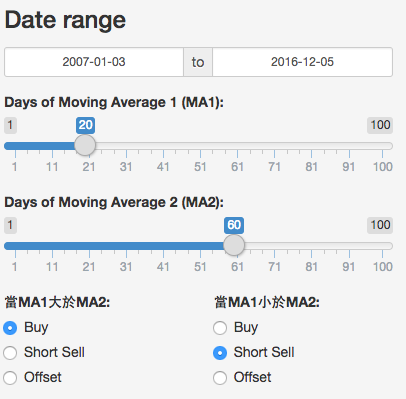 Date range
2007-01-03 to 2016-12-05
Days of Moving Average 1 (MA1):
1 20 100
1 11 21 31 41 51 61 71 81 91 100
Days of Moving Average 2 (MA2):
1 60 100
1 11 21 31 41 51 61 71 81 91 100
當MA1大於MA2: 當MA1小於MA2:
Buy Buy
Short Sell Short Sell
Offset Offset